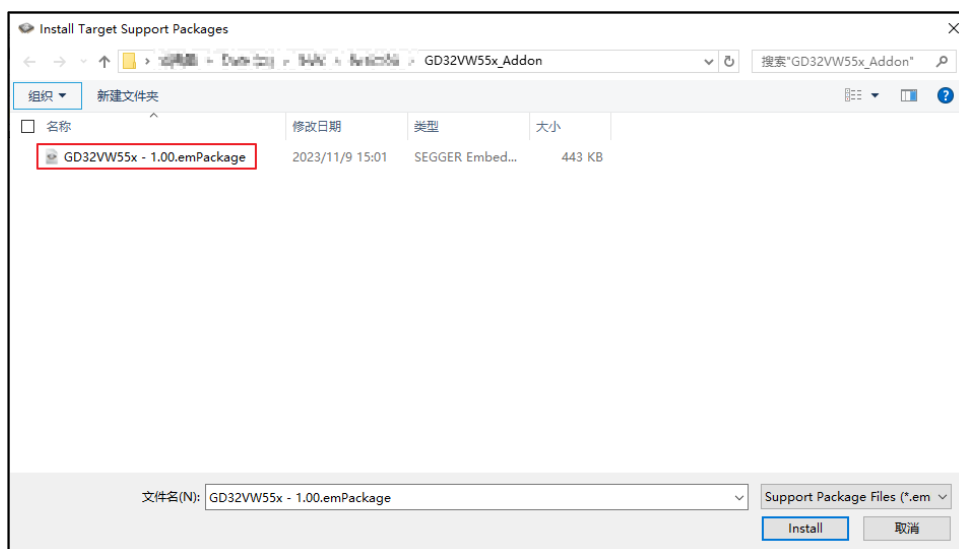 Install Target Support Packages
GD32VW55x_Addon
搜索"GD32VW55x_Addon"
组织
新建文件夹
名称 修改日期 类型 大小
GD32VW55x - 1.00.emPackage 2023/11/9 15:01 SEGGER Embed... 443 KB
文件名(N): GD32VW55x - 1.00.emPackage Support Package Files (*.em
Install 取消